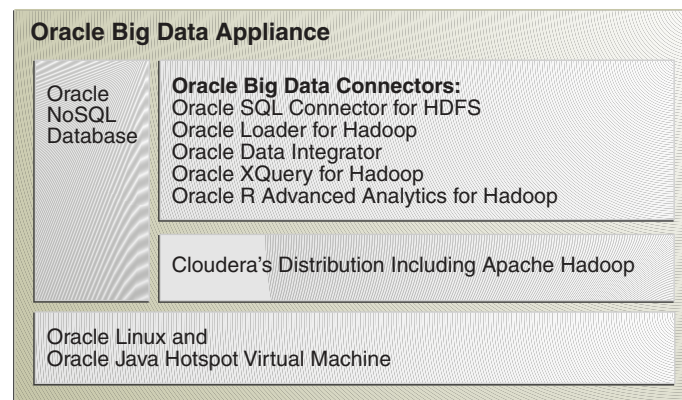 Oracle Big Data Appliance
Oracle
NoSQL
Database
Oracle Big Data Connectors:
Oracle SQL Connector for HDFS
Oracle Loader for Hadoop
Oracle Data Integrator
Oracle XQuery for Hadoop
Oracle R Advanced Analytics for Hadoop
Cloudera's Distribution Including Apache Hadoop
Oracle Linux and
Oracle Java Hotspot Virtual Machine